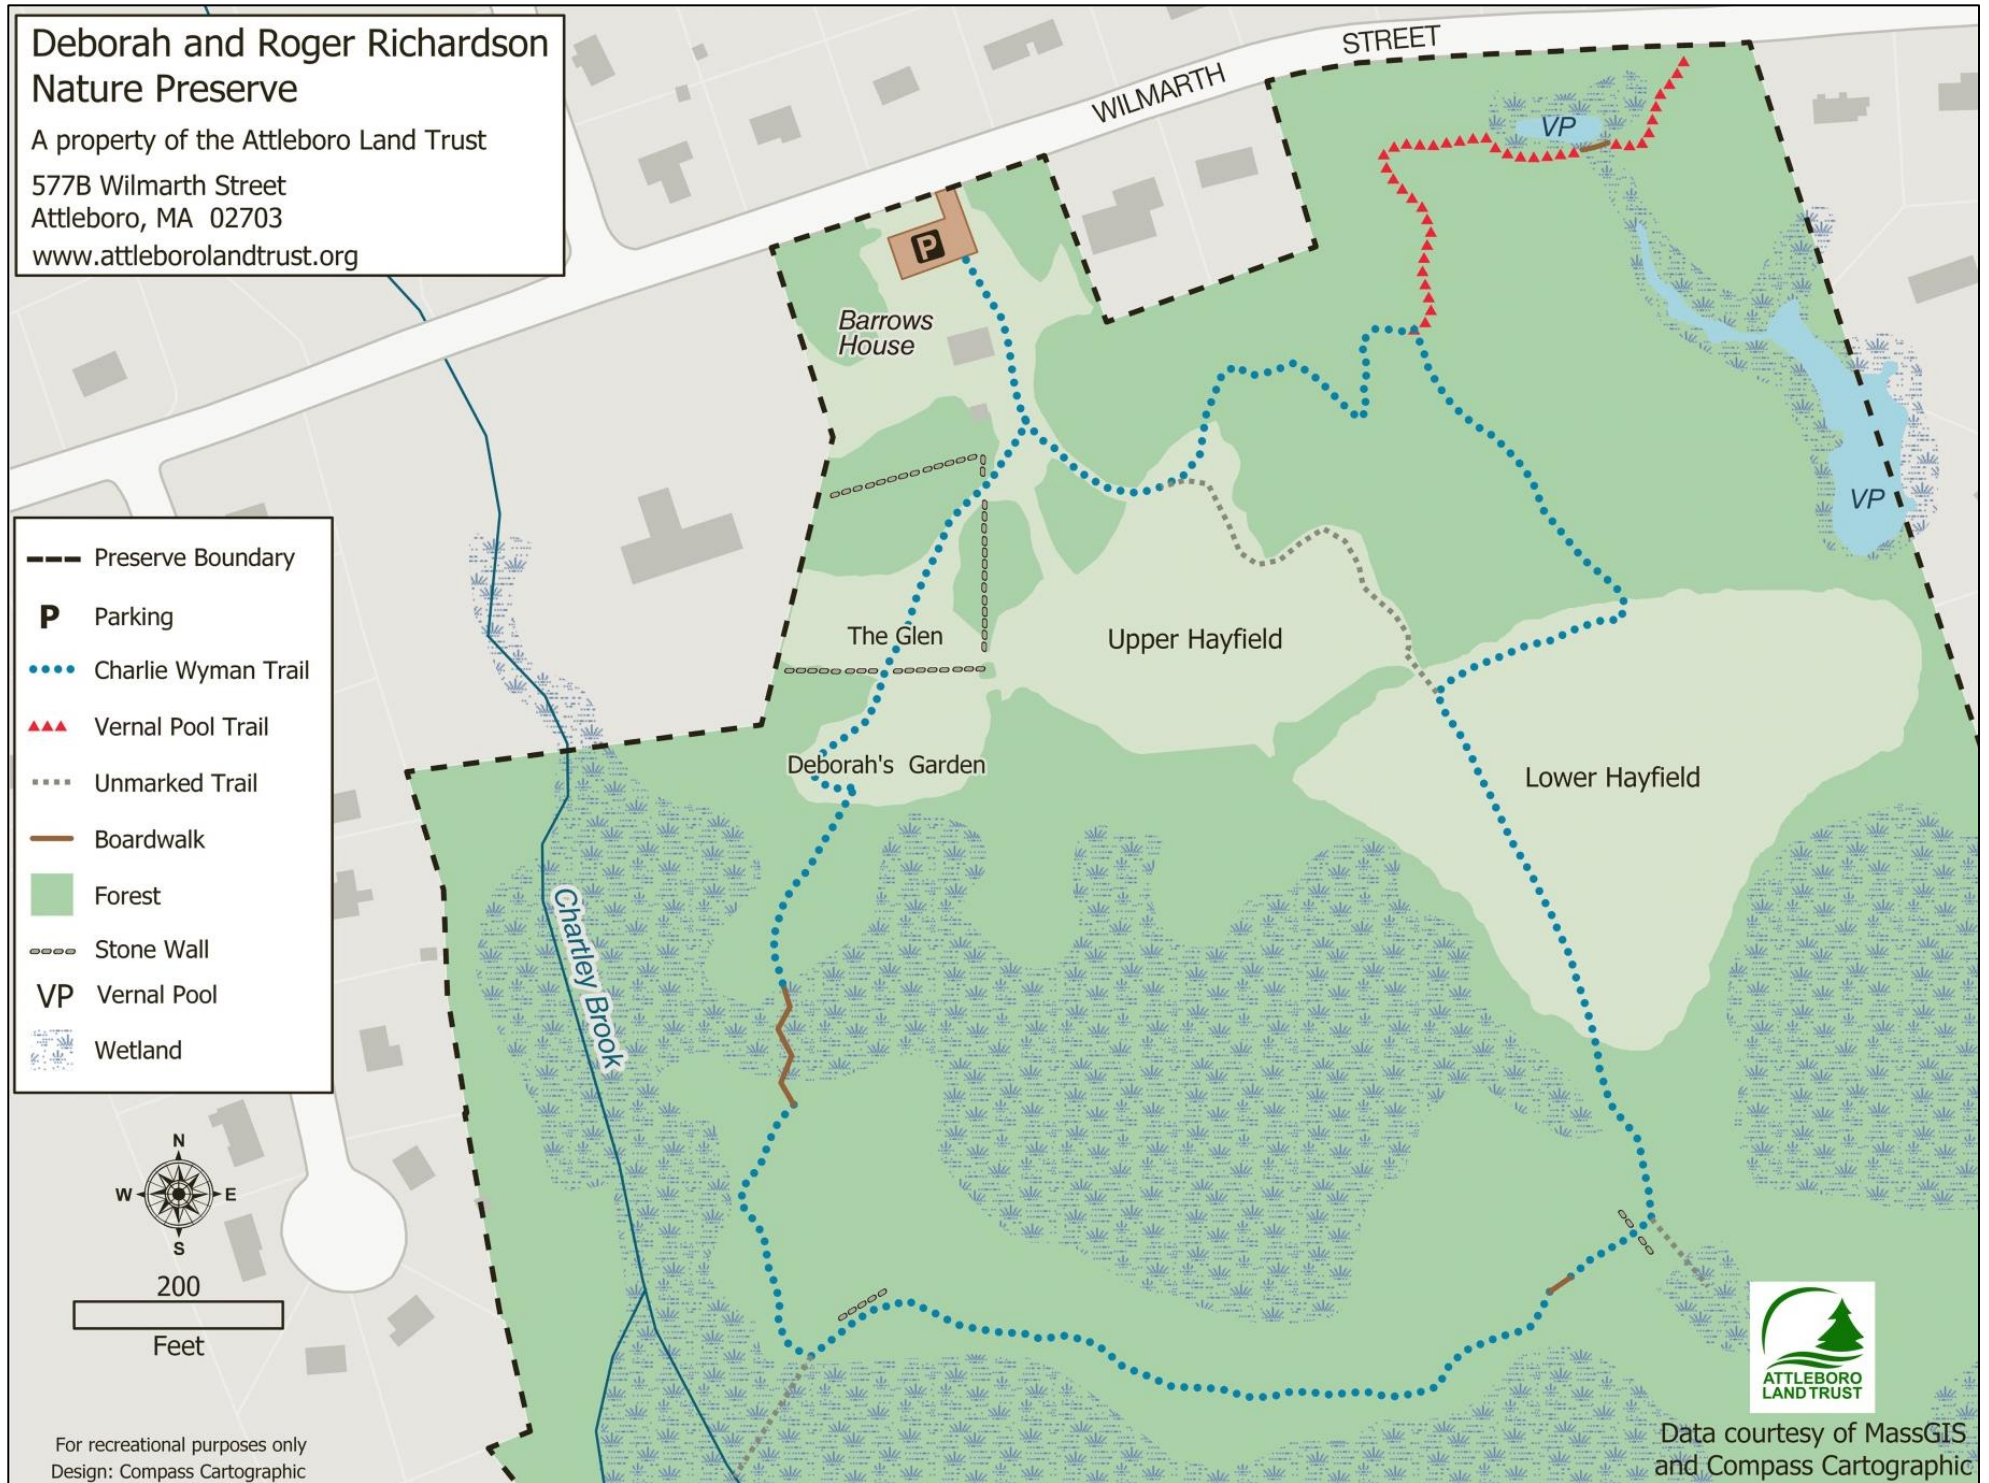 Deborah and Roger Richardson
Nature Preserve
A property of the Attleboro Land Trust
577B Wilmarth Street
Attleboro, MA 02703
www.attleborolandtrust.org
WILMARTH STREET
VP
P
Barrows
House
VP
The Glen
Upper Hayfield
Deborah's Garden
Lower Hayfield
Chartley Brook
Preserve Boundary
P Parking
Charlie Wyman Trail
Vernal Pool Trail
Unmarked Trail
Boardwalk
Forest
Stone Wall
VP Vernal Pool
Wetland
N
W E
S
200
Feet
For recreational purposes only
Design: Compass Cartographic
ATTLEBORO
LAND TRUST
Data courtesy of MassGIS
and Compass Cartographic